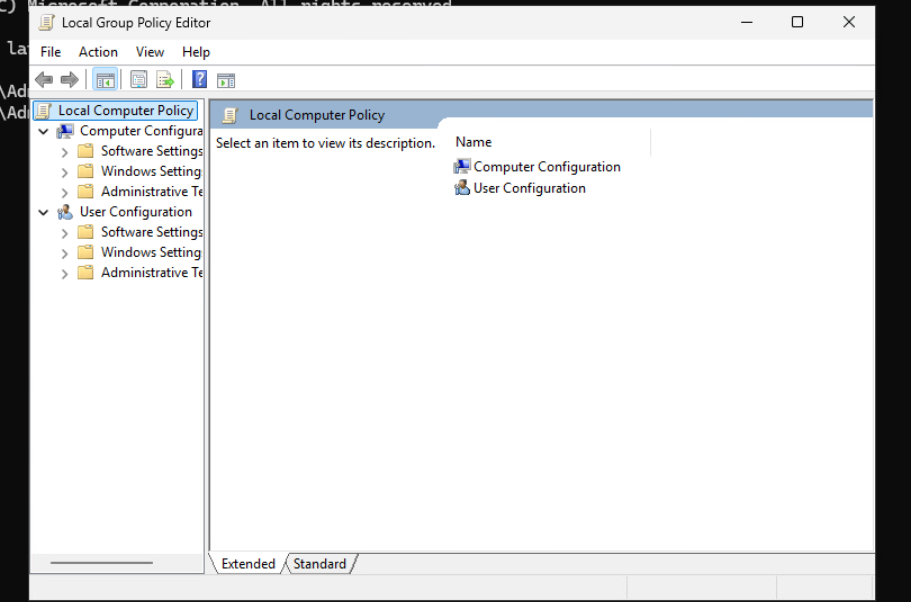 C) Microsoft Corporation. All rights reserved
Local Group Policy Editor
la
File Action View Help
\Ad
\Ad
Local Computer Policy
Computer Configura
Software Settings
Windows Setting
Administrative Te
User Configuration
Software Settings
Windows Setting
Administrative Te
Local Computer Policy
Select an item to view its description.
Name
Computer Configuration
User Configuration
Extended Standard